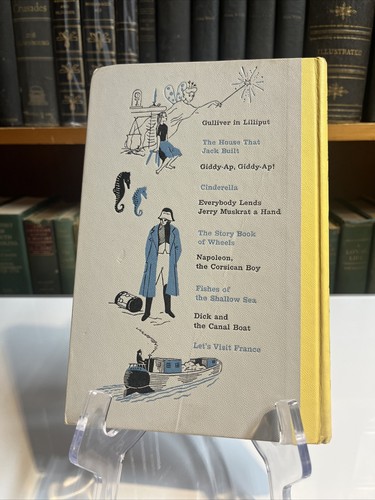 Crusades
ILLUSTRATED
Gulliver in Lilliput
The House That
Jack Built
Giddy-Ap, Giddy-Ap!
Cinderella
Everybody Lends
Jerry Muskrat a Hand
The Story Book
of Wheels
Napoleon,
the Corsican Boy
Fishes of
the Shallow Sea
Dick and
the Canal Boat
Let's Visit France